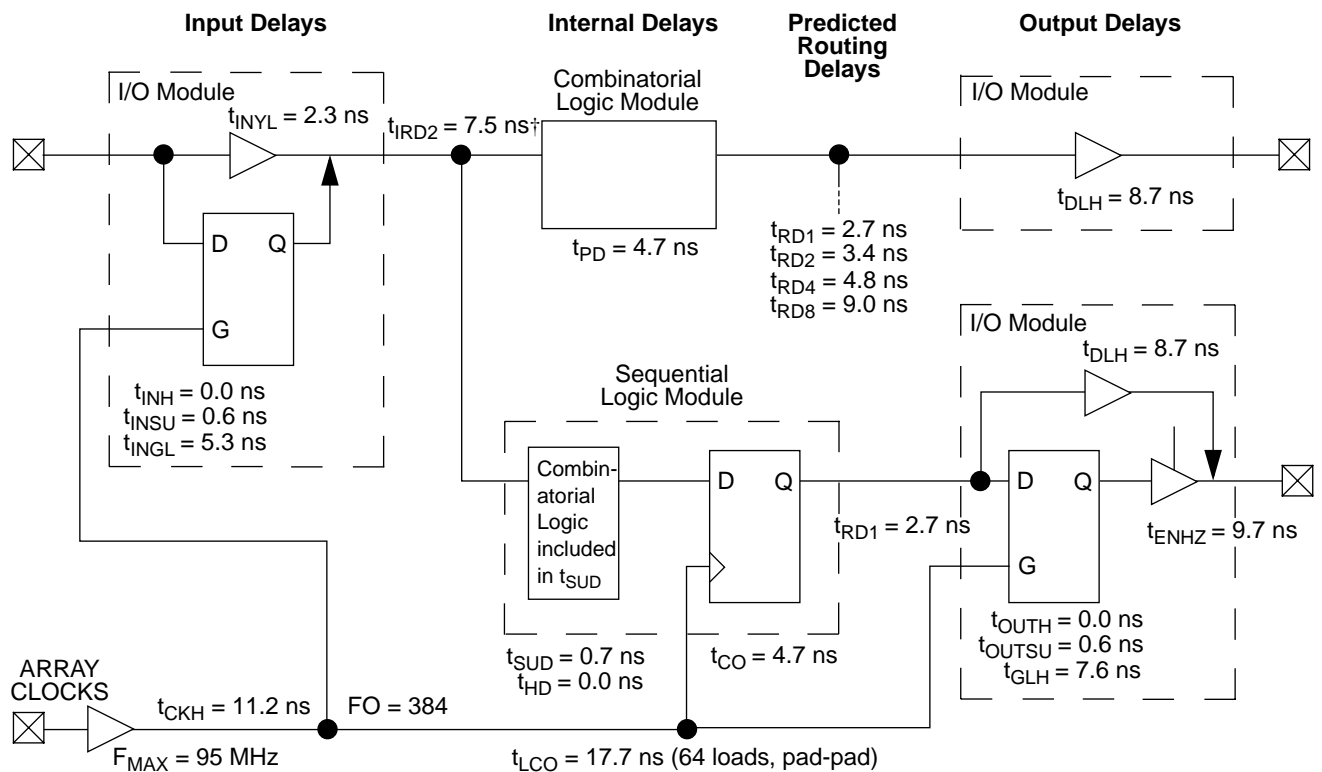 Input Delays
Internal Delays
Predicted
Routing
Delays
Output Delays
I/O Module
tINYL = 2.3 ns
tIRD2 = 7.5 ns†
Combinatorial
Logic Module
I/O Module
D
Q
G
tPD = 4.7 ns
tDLH = 8.7 ns
tRD1 = 2.7 ns
tRD2 = 3.4 ns
tRD4 = 4.8 ns
tRD8 = 9.0 ns
tINH = 0.0 ns
tINSU = 0.6 ns
tINGL = 5.3 ns
Sequential
Logic Module
Combin-
atorial
Logic
included
in tSUD
D
Q
tRD1 = 2.7 ns
I/O Module
tDLH = 8.7 ns
D
Q
G
tENHZ = 9.7 ns
tSUD = 0.7 ns
tHD = 0.0 ns
tCO = 4.7 ns
tOUTH = 0.0 ns
tOUTSU = 0.6 ns
tGLH = 7.6 ns
ARRAY
CLOCKS
tCKH = 11.2 ns
FO = 384
FMAX = 95 MHz
tLCO = 17.7 ns (64 loads, pad-pad)